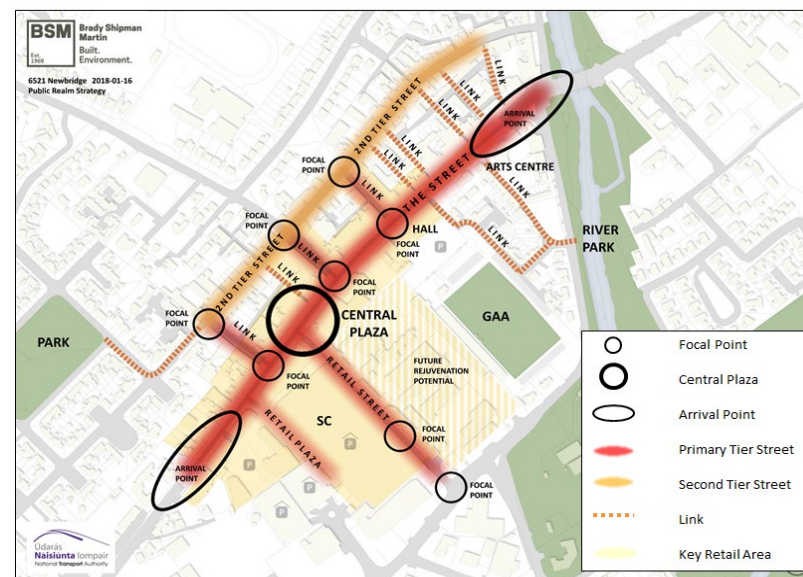 BSM
Est.
1968
Brady Shipman
Martin
Built.
Environment.
6521 Newbridge 2018-01-16
Public Realm Strategy
LINK
LINK
LINK
LINK
LINK
LINK
2ND TIER STREET
ARRIVAL
POINT
THE STREET
ARTS CENTRE
FOCAL
POINT
LINK
LINK
LINK
HALL
FOCAL
POINT
P
RIVER
PARK
FOCAL
POINT
LINK
FOCAL
POINT
2ND TIER STREET
LINK
CENTRAL
PLAZA
GAA
FOCAL
POINT
LINK
PARK
FOCAL
POINT
RETAIL STREET
FUTURE
REJUVENATION
POTENTIAL
SC
RETAIL PLAZA
FOCAL
POINT
P
P
P
P
ARRIVAL
POINT
FOCAL
POINT
Focal Point
Central Plaza
Arrival Point
Primary Tier Street
Second Tier Street
Link
Key Retail Area
Údarás
Náisiúnta Iompair
National Transport Authority